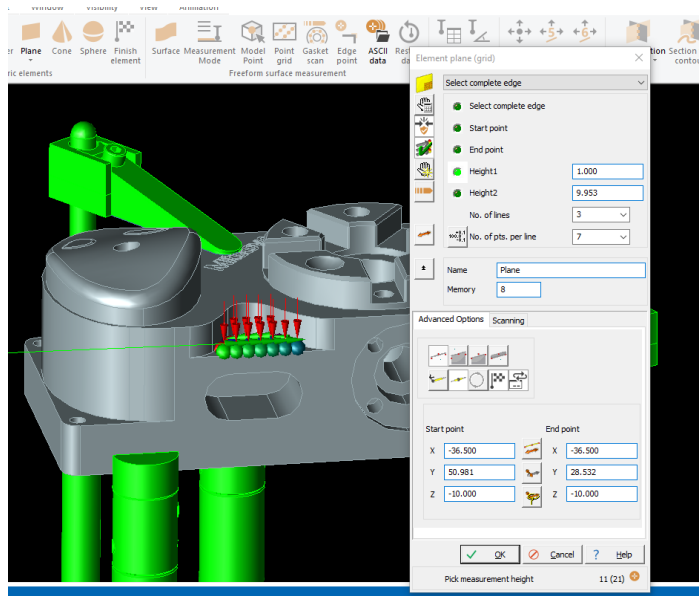 Window Visibility View Animation
er Plane Cone Sphere Finish element Surface Measurement Mode Model Point Point grid Gasket scan Edge point ASCII data
ric elements
Freeform surface measurement
Element plane (grid)
Select complete edge
Select complete edge
Start point
End point
Height1 1.000
Height2 9.953
No. of lines 3
No. of pts. per line 7
Name Plane
Memory 8
Advanced Options Scanning
Start point End point
X -36.500 X -36.500
Y 50.981 Y 28.532
Z -10.000 Z -10.000
OK Cancel ? Help
Pick measurement height 11 (21)